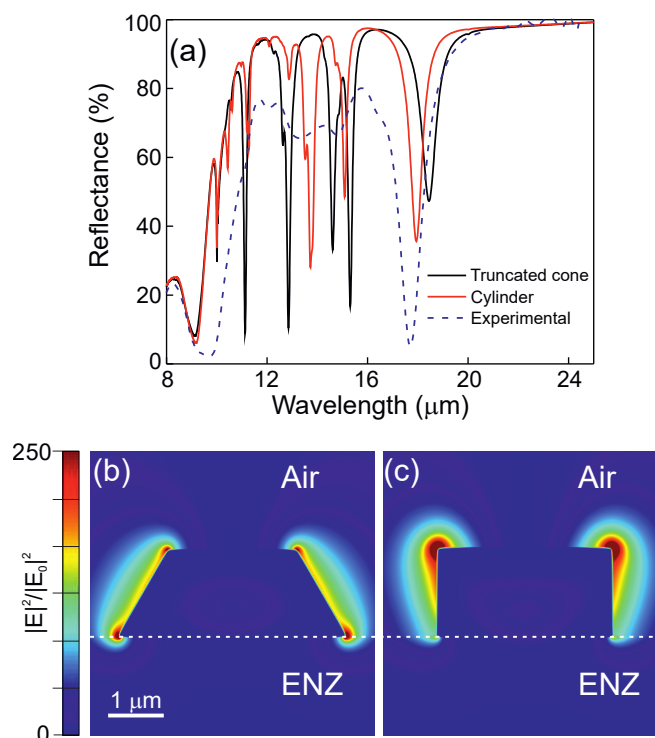 (a)
Reflectance (%)
100
80
60
40
20
0
8
12
16
20
24
Wavelength (μm)
Truncated cone
Cylinder
Experimental
250
|E|²/|E₀|²
0
(b)
Air
ENZ
1 μm
(c)
Air
ENZ